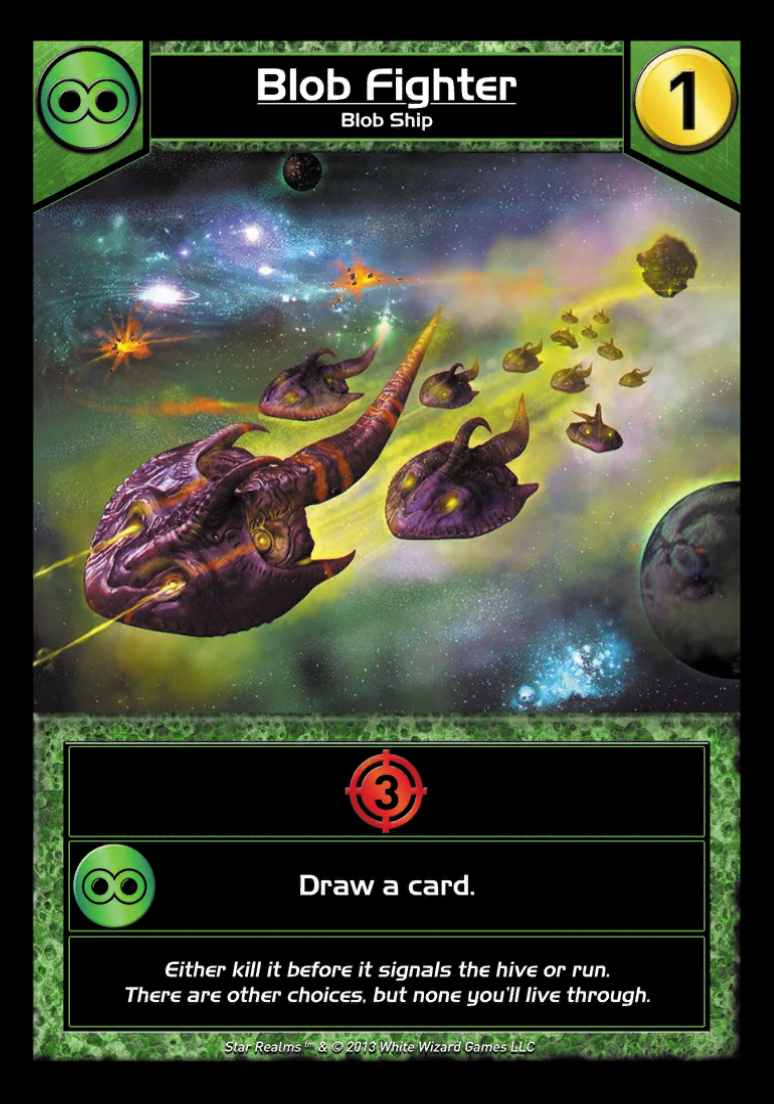 Blob Fighter
1
Blob Ship
3
Draw a card.
Either kill it before it signals the hive or run.
There are other choices, but none you'll live through.
Star Realms™ & © 2013 White Wizard Games LLC